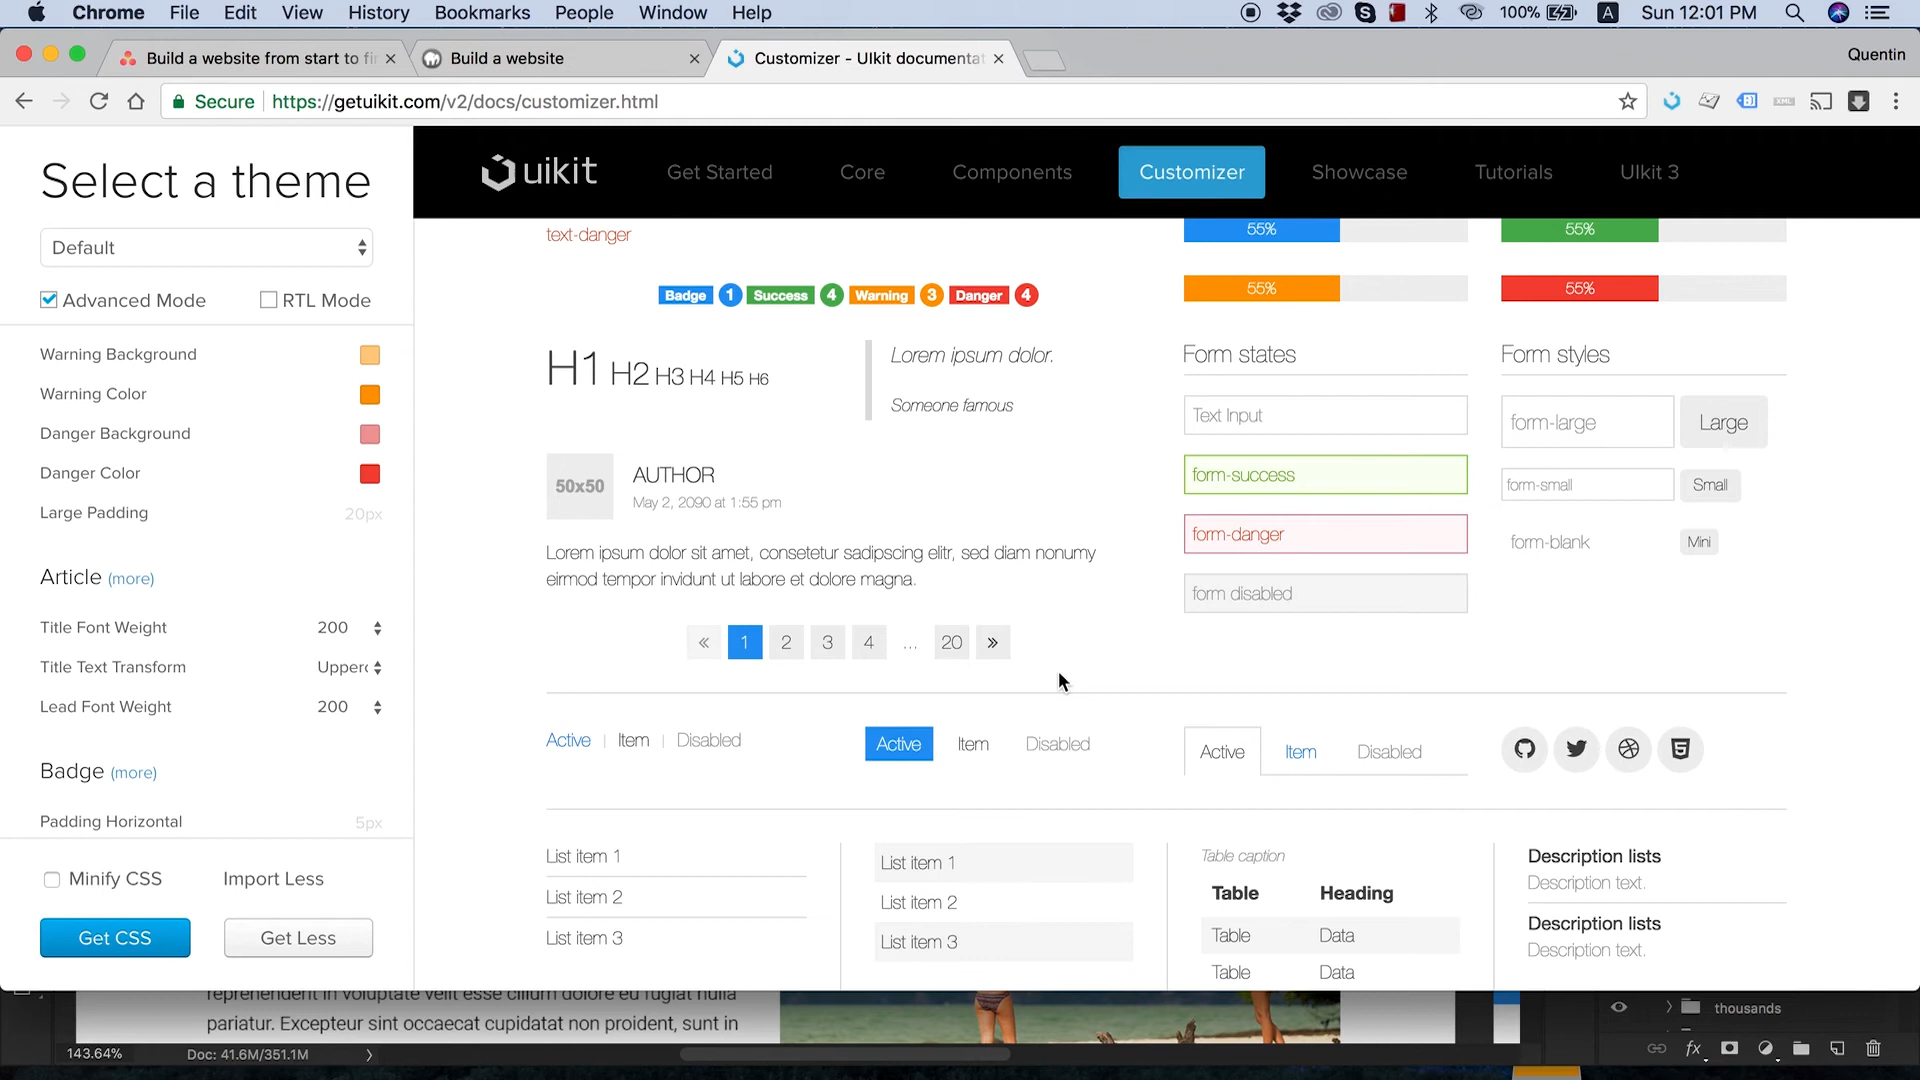 Chrome File Edit View History Bookmarks People Window Help
100% A Sun 12:01 PM
Build a website from start to fi
Build a website
Customizer - UIkit documentat
Quentin
Secure https://getuikit.com/v2/docs/customizer.html
Select a theme
Default
Advanced Mode RTL Mode
Warning Background
Warning Color
Danger Background
Danger Color
Large Padding 20px
Article (more)
Title Font Weight 200
Title Text Transform Upperc
Lead Font Weight 200
Badge (more)
Padding Horizontal 5px
Minify CSS Import Less
Get CSS Get Less
uikit Get Started Core Components Customizer Showcase Tutorials UIkit 3
text-danger
Badge 1 Success 4 Warning 3 Danger 4
H1 H2 H3 H4 H5 H6
Lorem ipsum dolor.
Someone famous
50x50
AUTHOR
May 2, 2090 at 1:55 pm
Lorem ipsum dolor sit amet, consetetur sadipscing elitr, sed diam nonumy
eirmod tempor invidunt ut labore et dolore magna.
« 1 2 3 4 ... 20 »
55% 55%
55% 55%
Form states
Text Input
form-success
form-danger
form disabled
Form styles
form-large Large
form-small Small
form-blank Mini
Active Item Disabled
Active Item Disabled
Active Item Disabled
List item 1
List item 2
List item 3
List item 1
List item 2
List item 3
Table caption
Table Heading
Table Data
Table Data
Description lists
Description text.
Description lists
Description text.
reprehenderit in voluptate velit esse cillum dolore eu fugiat nulla
pariatur. Excepteur sint occaecat cupidatat non proident, sunt in
thousands
143.64% Doc: 41.6M/351.1M
fx